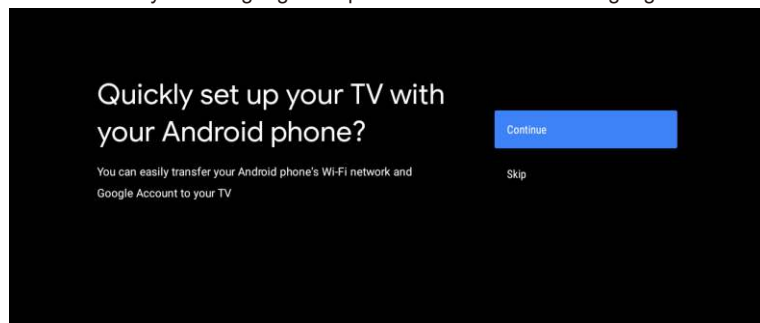 Quickly set up your TV with
your Android phone?
You can easily transfer your Android phone's Wi-Fi network and
Google Account to your TV
Continue
Skip